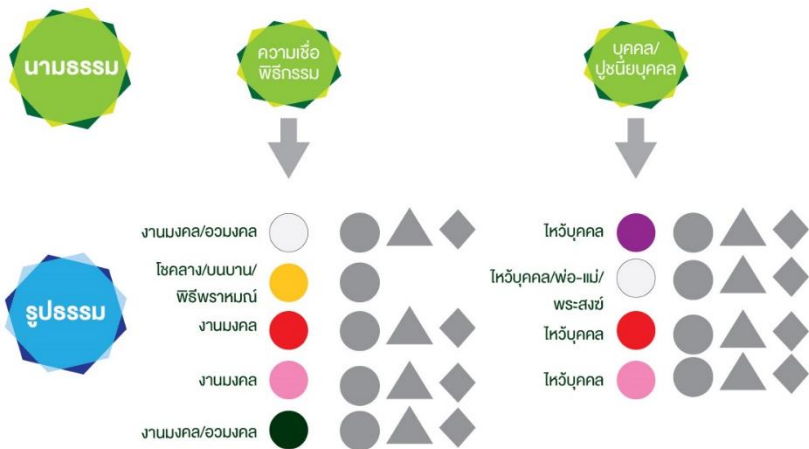 นามธรรม
ความเชื่อ
พิธีกรรม
บุคคล/
ปูชนียบุคคล
รูปธรรม
งานมงคล/อวมงคล
โชคลาง/บนบาน/
พิธีพราหมณ์
งานมงคล
งานมงคล
งานมงคล/อวมงคล
ไหว้บุคคล
ไหว้บุคคล/พ่อ-แม่/
พระสงฆ์
ไหว้บุคคล
ไหว้บุคคล